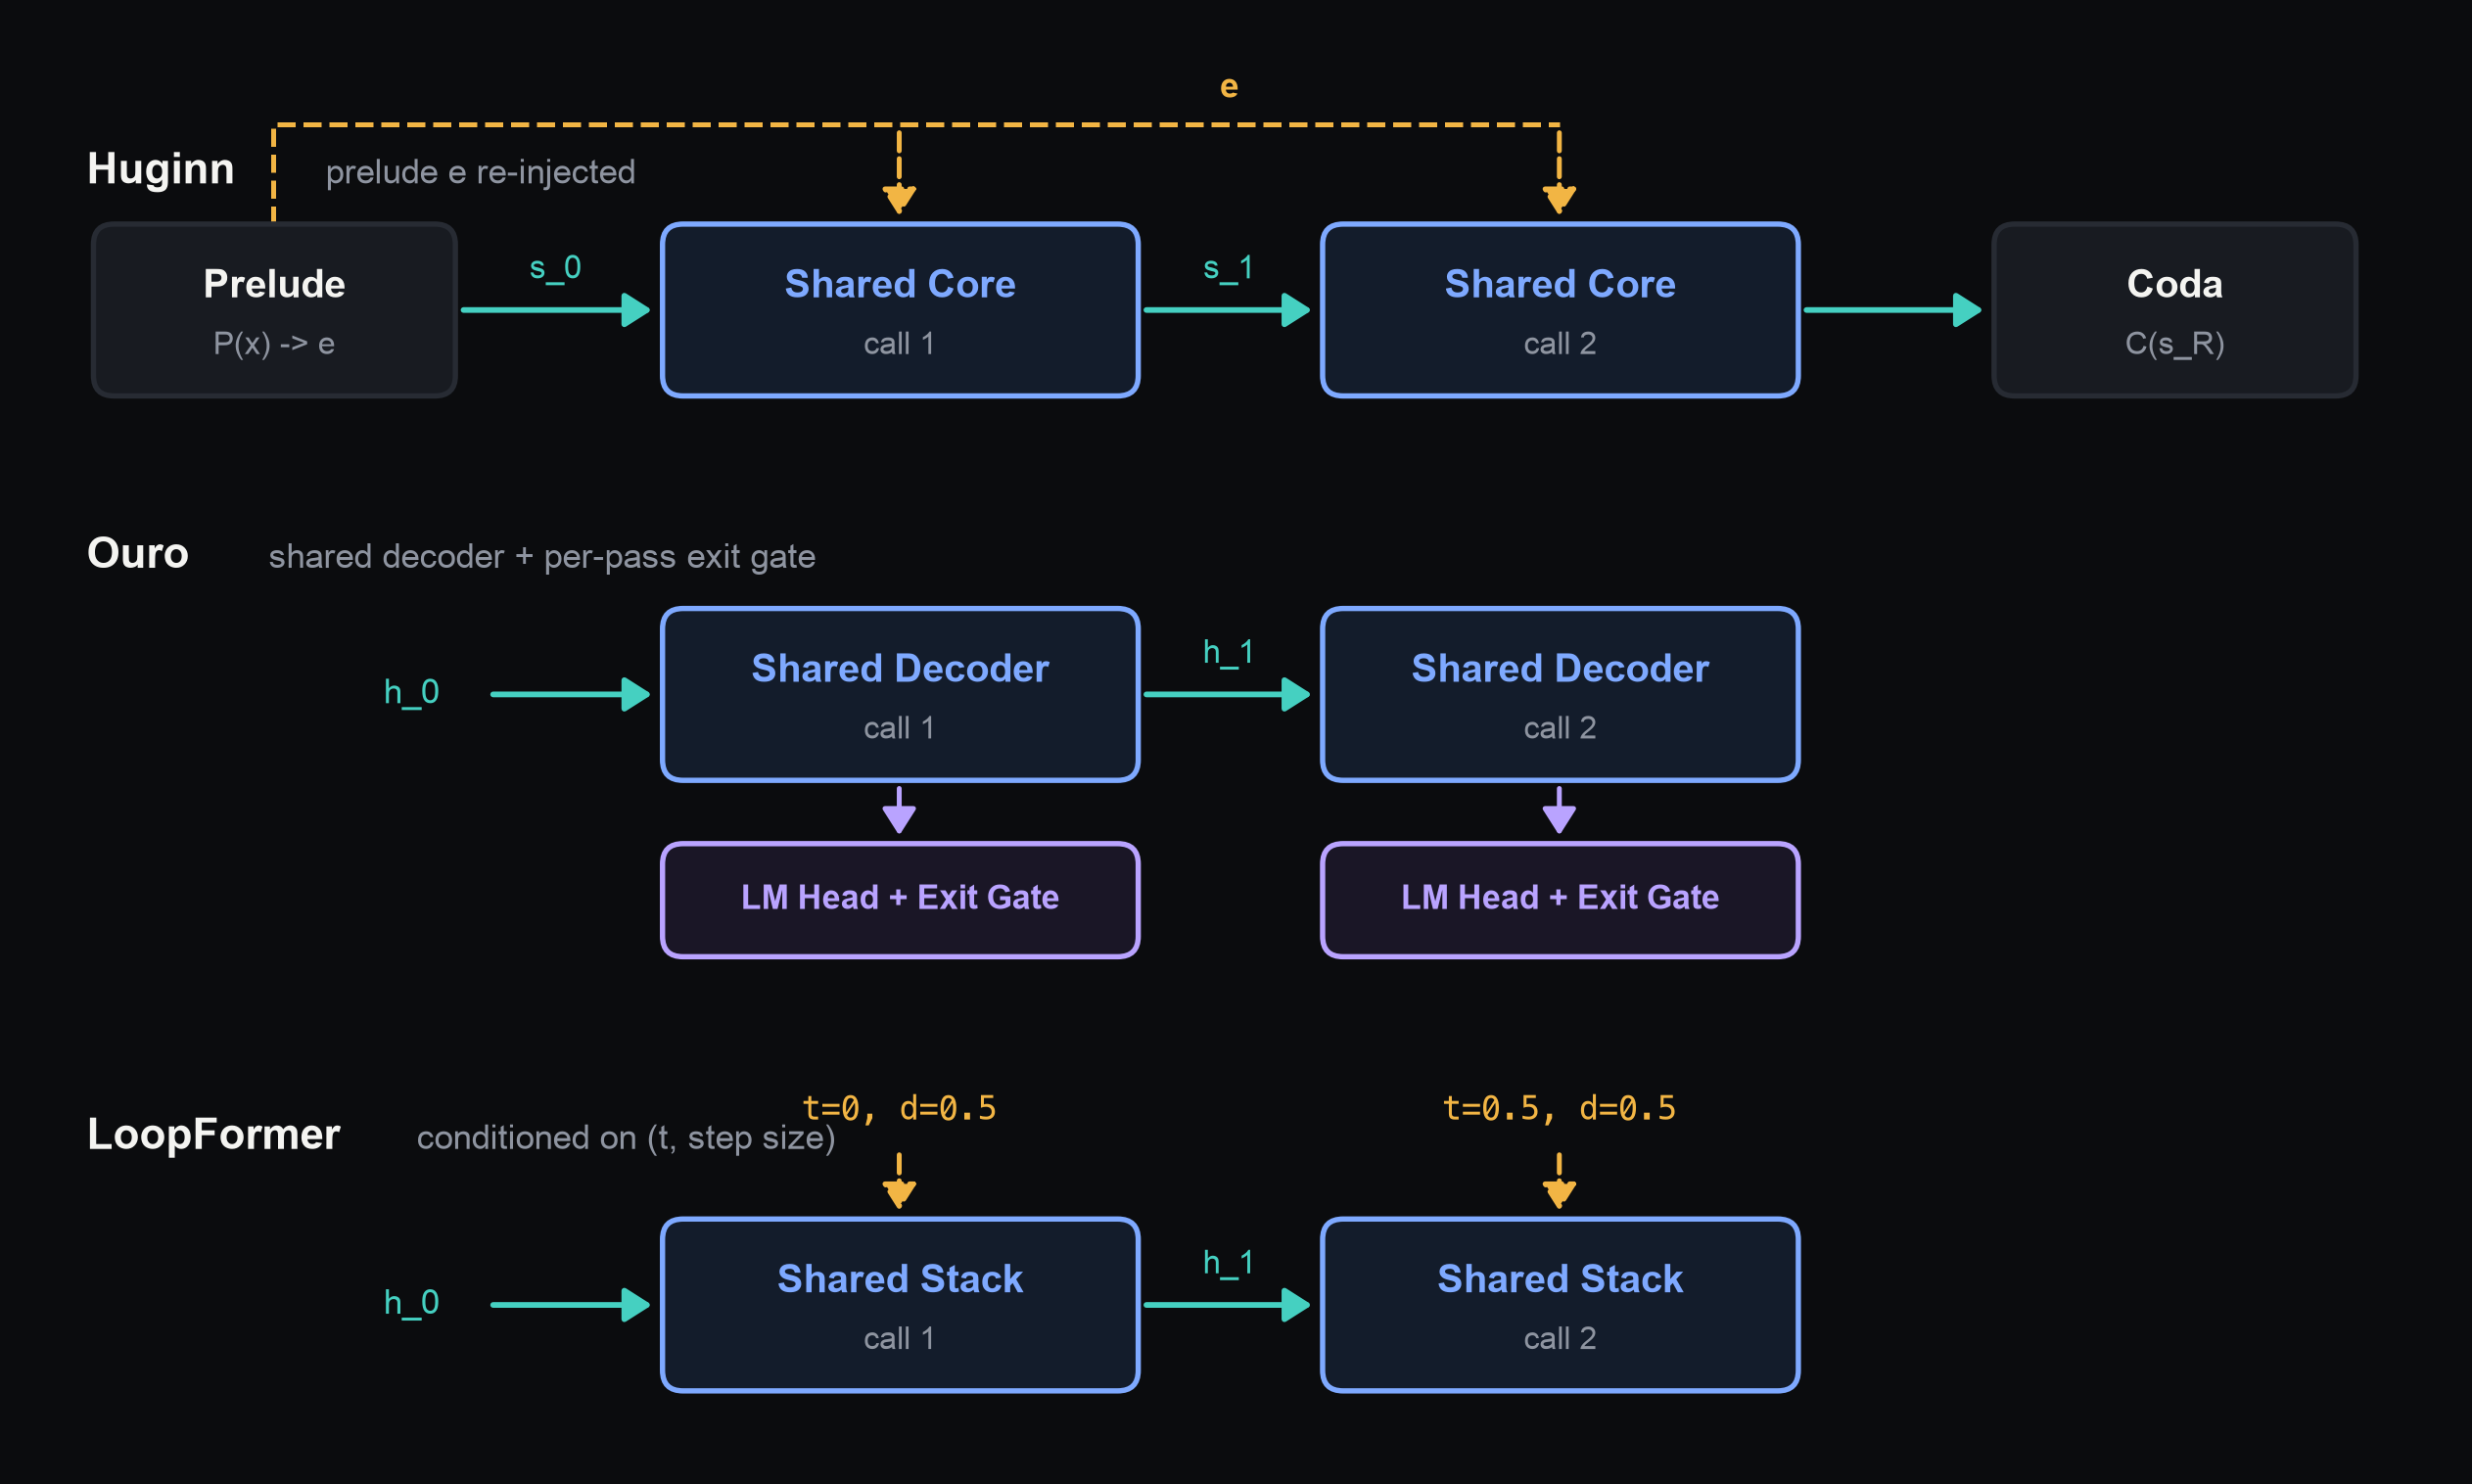 e
Huginn
prelude e re-injected
Prelude
P(x) -> e
s_0
Shared Core
call 1
s_1
Shared Core
call 2
Coda
C(s_R)
Ouro
shared decoder + per-pass exit gate
h_0
Shared Decoder
call 1
h_1
Shared Decoder
call 2
LM Head + Exit Gate
LM Head + Exit Gate
LoopFormer
conditioned on (t, step size)
t=0, d=0.5
t=0.5, d=0.5
h_0
Shared Stack
call 1
h_1
Shared Stack
call 2